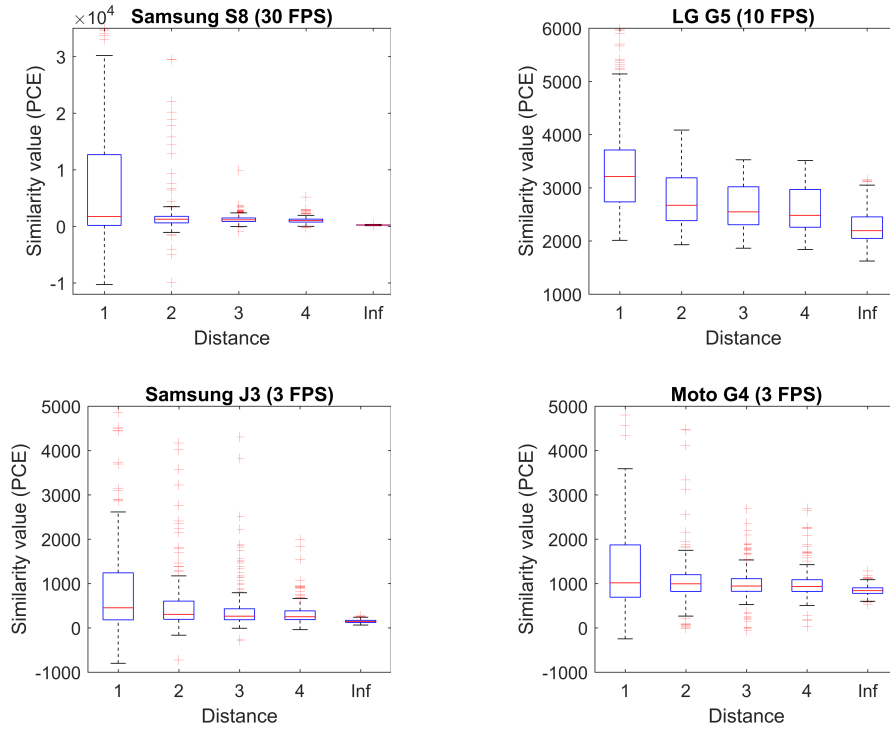 Samsung S8 (30 FPS)
×10^4
3
2
1
0
-1
Similarity value (PCE)
1 2 3 4 Inf
Distance
LG G5 (10 FPS)
6000
5000
4000
3000
2000
1000
Similarity value (PCE)
1 2 3 4 Inf
Distance
Samsung J3 (3 FPS)
5000
4000
3000
2000
1000
0
-1000
Similarity value (PCE)
1 2 3 4 Inf
Distance
Moto G4 (3 FPS)
5000
4000
3000
2000
1000
0
-1000
Similarity value (PCE)
1 2 3 4 Inf
Distance